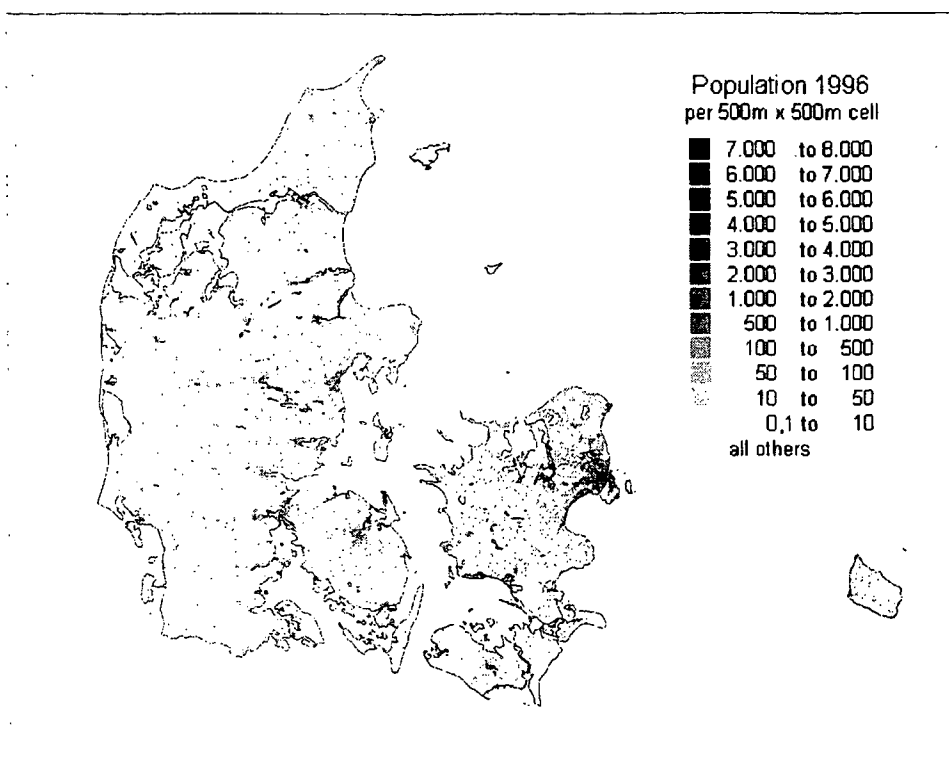 Population 1996
per 500m x 500m cell
7.000 to 8.000
6.000 to 7.000
5.000 to 6.000
4.000 to 5.000
3.000 to 4.000
2.000 to 3.000
1.000 to 2.000
500 to 1.000
100 to 500
50 to 100
10 to 50
0,1 to 10
all others